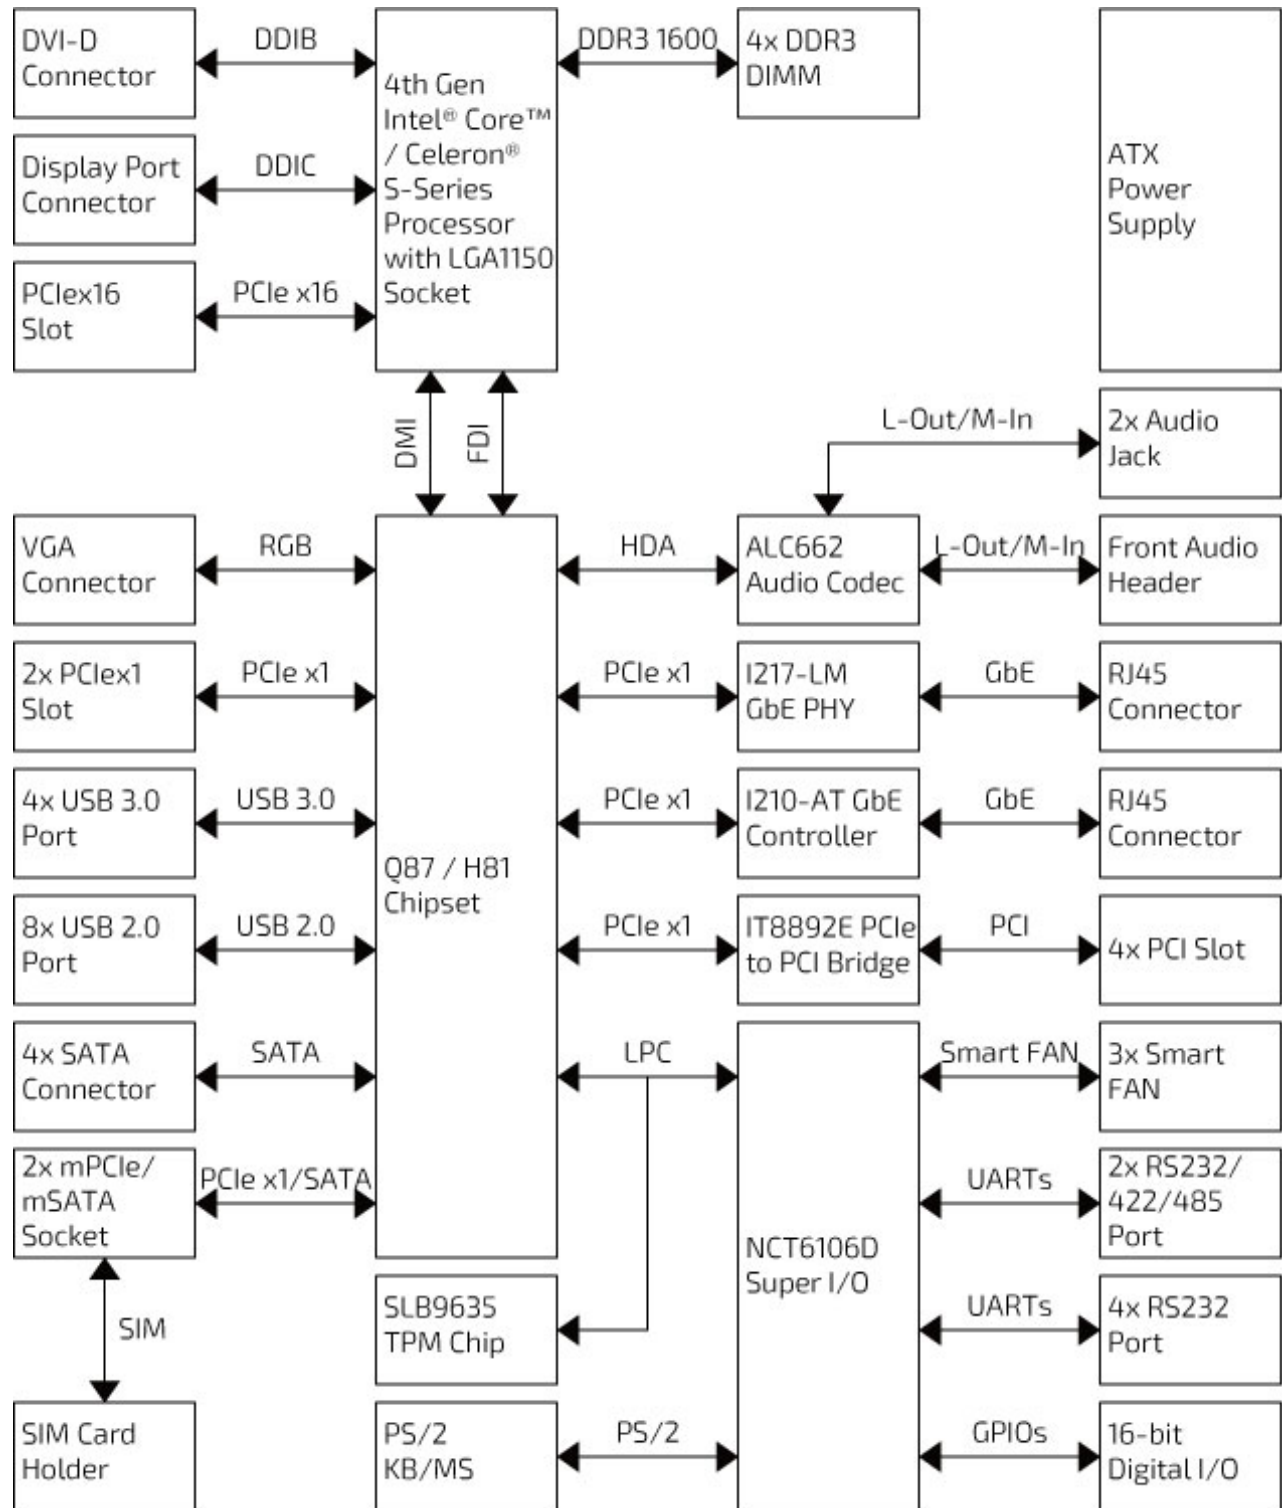 DVI-D
Connector
DDIB
4th Gen
Intel® Core™
/ Celeron®
S-Series
Processor
with LGA1150
Socket
DDR3 1600
4x DDR3
DIMM
ATX
Power
Supply
Display Port
Connector
DDIC
PCIex16
Slot
PCIe x16
DMI
FDI
L-Out/M-In
2x Audio
Jack
VGA
Connector
RGB
Q87 / H81
Chipset
HDA
ALC662
Audio Codec
L-Out/M-In
Front Audio
Header
2x PCIex1
Slot
PCIe x1
PCIe x1
I217-LM
GbE PHY
GbE
RJ45
Connector
4x USB 3.0
Port
USB 3.0
PCIe x1
I210-AT GbE
Controller
GbE
RJ45
Connector
8x USB 2.0
Port
USB 2.0
PCIe x1
IT8892E PCIe
to PCI Bridge
PCI
4x PCI Slot
4x SATA
Connector
SATA
LPC
NCT6106D
Super I/O
Smart FAN
3x Smart
FAN
2x mPCIe/
mSATA
Socket
PCIe x1/SATA
UARTs
2x RS232/
422/485
Port
SIM
SLB9635
TPM Chip
UARTs
4x RS232
Port
SIM Card
Holder
PS/2
KB/MS
PS/2
GPIOs
16-bit
Digital I/O